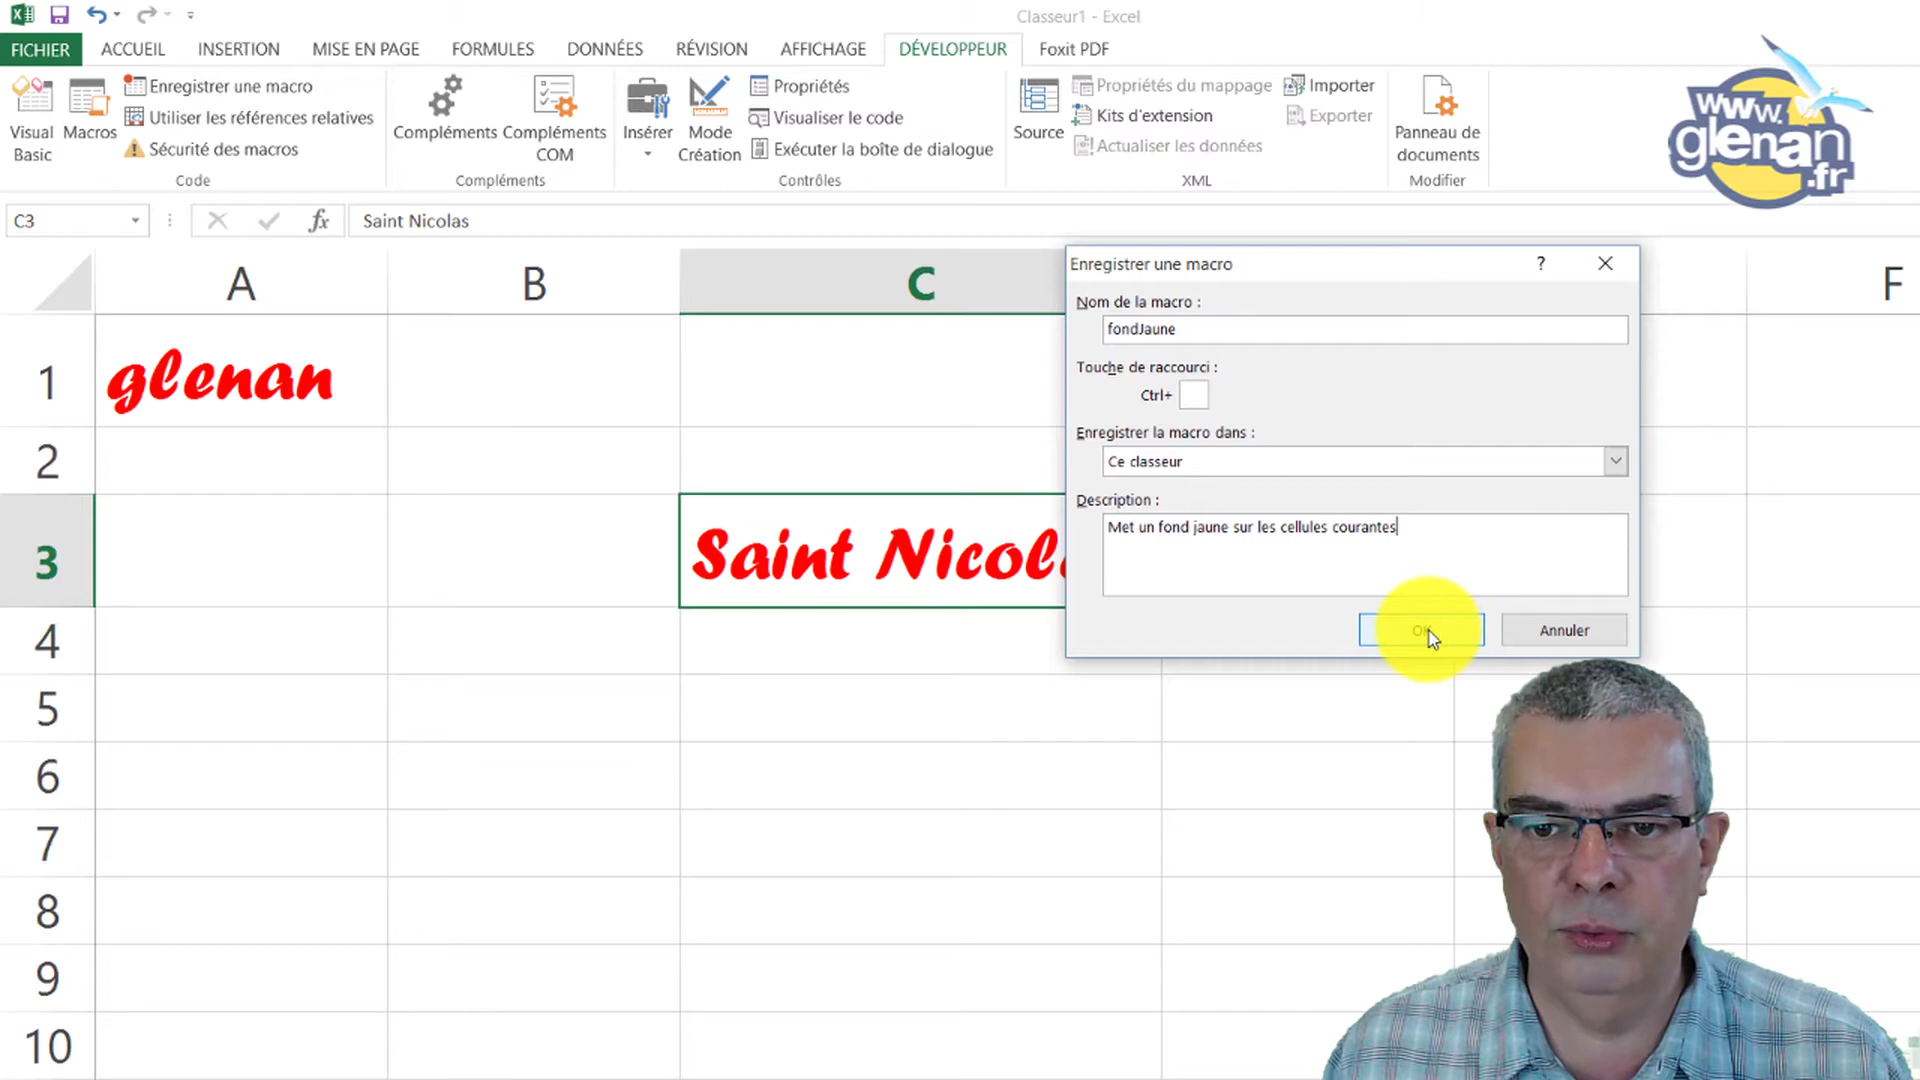 Classeur1 - Excel
FICHIER ACCUEIL INSERTION MISE EN PAGE FORMULES DONNÉES RÉVISION AFFICHAGE DÉVELOPPEUR Foxit PDF
Visual Basic
Macros
Enregistrer une macro
Utiliser les références relatives
Sécurité des macros
Code
Compléments
Compléments COM
Compléments
Insérer
Mode Création
Propriétés
Visualiser le code
Exécuter la boîte de dialogue
Contrôles
Source
Propriétés du mappage
Kits d'extension
Actualiser les données
Importer
Exporter
XML
Panneau de documents
Modifier
www.
glenan
.fr
C3 fx Saint Nicolas
A B C F
1 glenan
2
3 Saint Nicol
4
5
6
7
8
9
10
Enregistrer une macro ?
Nom de la macro :
fondJaune
Touche de raccourci :
Ctrl+
Enregistrer la macro dans :
Ce classeur
Description :
Met un fond jaune sur les cellules courantes
OK Annuler